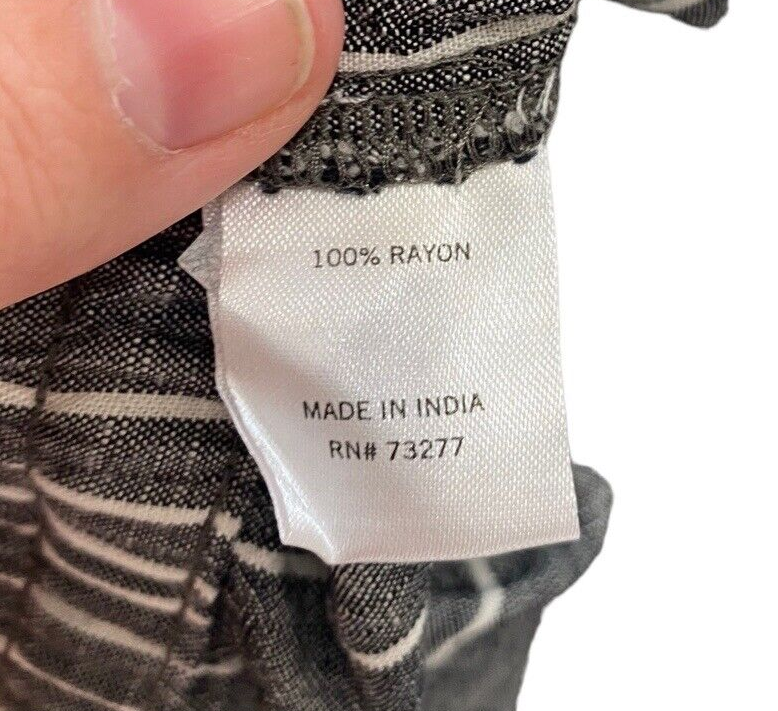 100% RAYON
MADE IN INDIA
RN# 73277